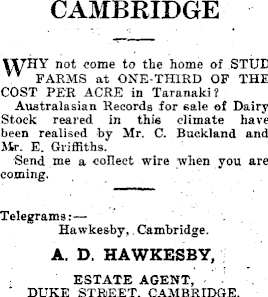 CAMBRIDGE
WHY not come to the home of STUD
FARMS at ONE-THIRD OF THE
COST PER ACRE in Taranaki?
Australasian Records for sale of Dairy
Stock reared in this climate have
been realised by Mr. C. Buckland and
Mr. E. Griffiths.
Send me a collect wire when you are
coming.
Telegrams:—
Hawkesby, Cambridge.
A. D. HAWKESBY,
ESTATE AGENT,
DUKE STREET, CAMBRIDGE.